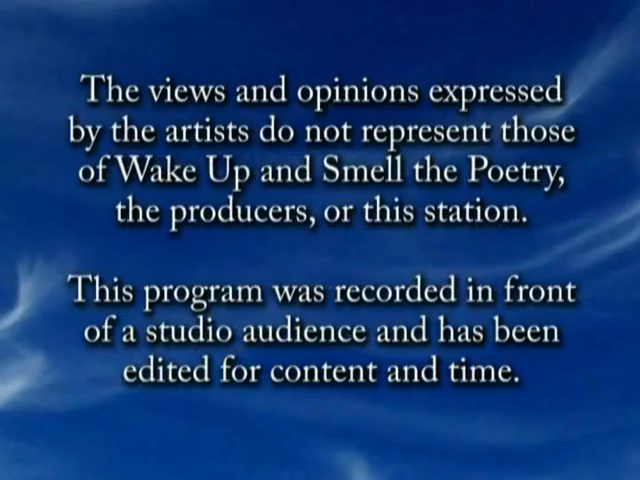 The views and opinions expressed
by the artists do not represent those
of Wake Up and Smell the Poetry,
the producers, or this station.
This program was recorded in front
of a studio audience and has been
edited for content and time.